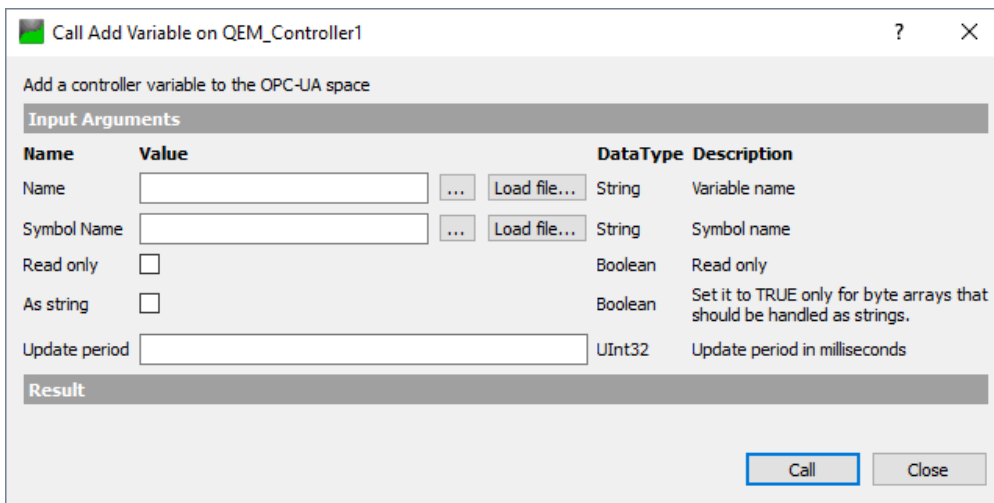 Call Add Variable on QEM_Controller1 ?
Add a controller variable to the OPC-UA space
Input Arguments
Name Value DataType Description
Name ... Load file... String Variable name
Symbol Name ... Load file... String Symbol name
Read only Boolean Read only
As string Boolean Set it to TRUE only for byte arrays that
should be handled as strings.
Update period UInt32 Update period in milliseconds
Result
Call Close